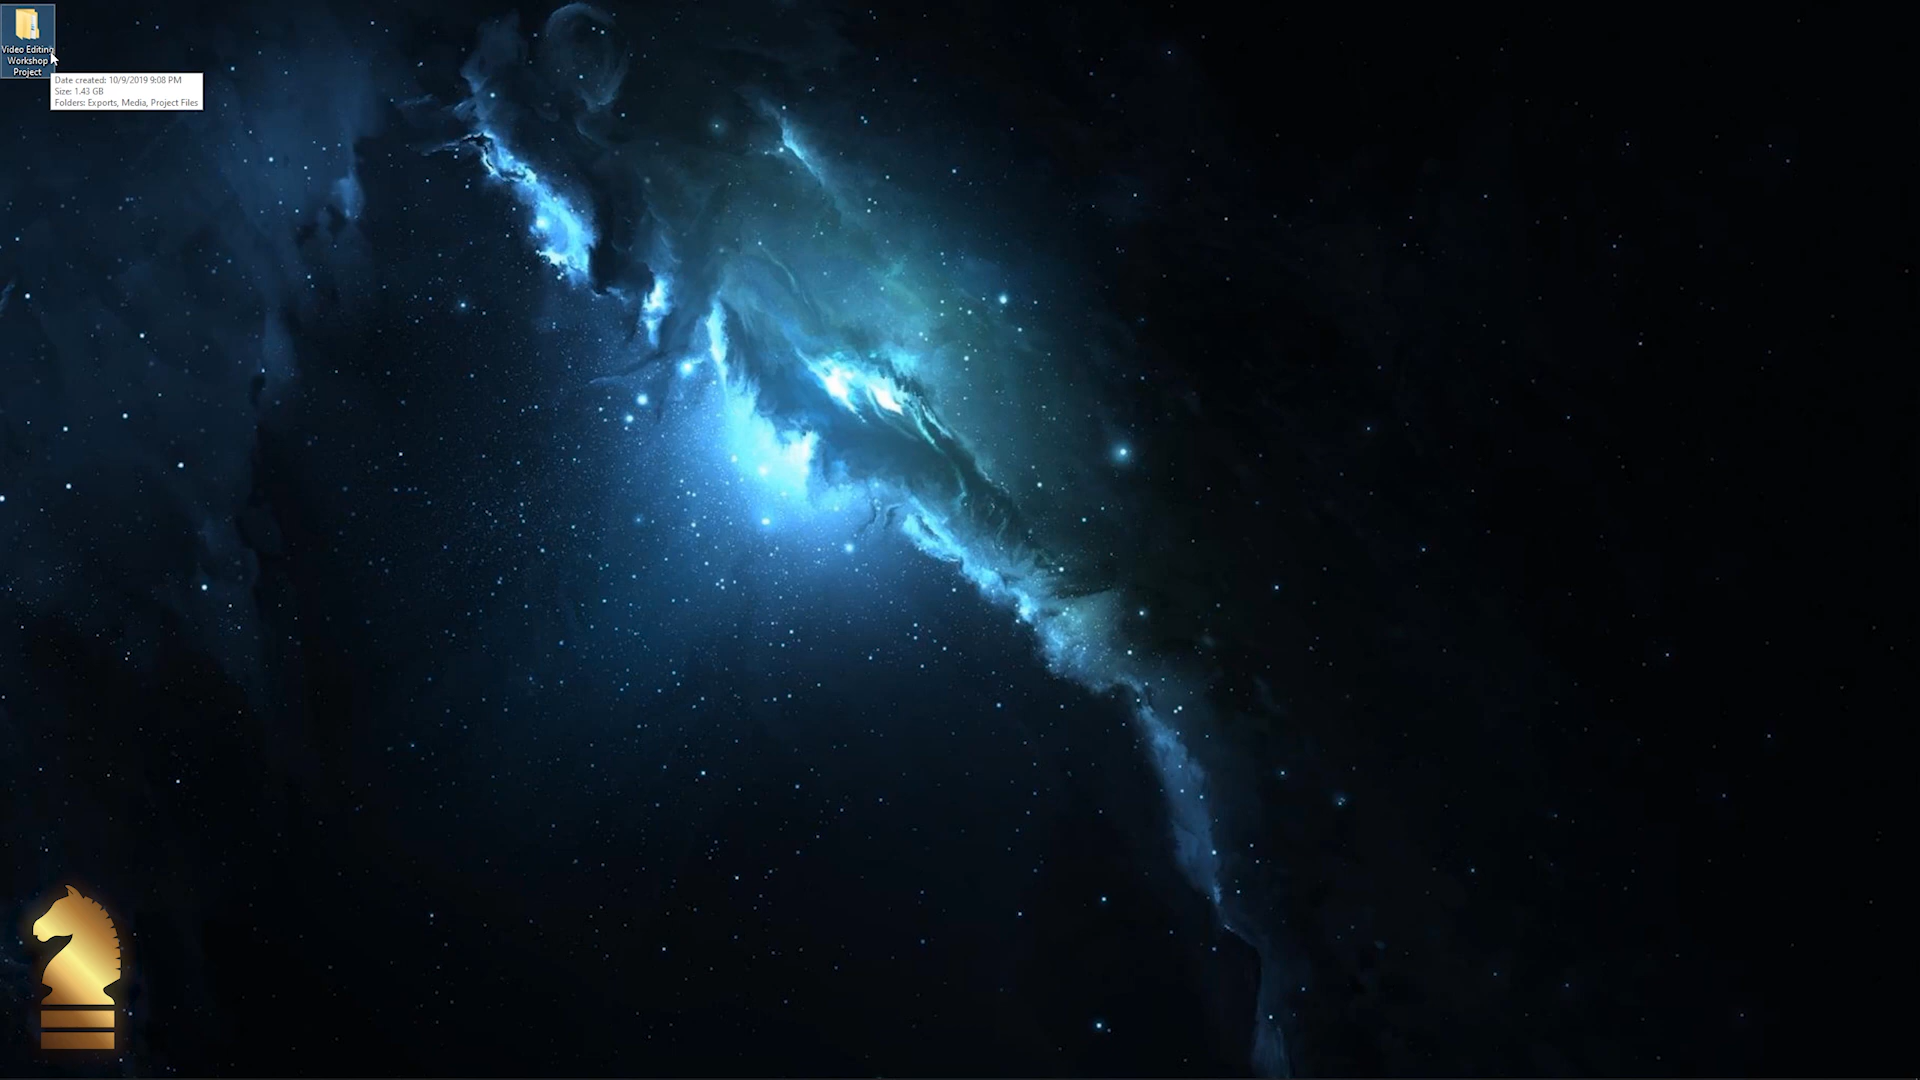 Video Editing
Workshop
Project
Date created: 10/9/2019 9:08 PM
Size: 1.43 GB
Folders: Exports, Media, Project Files